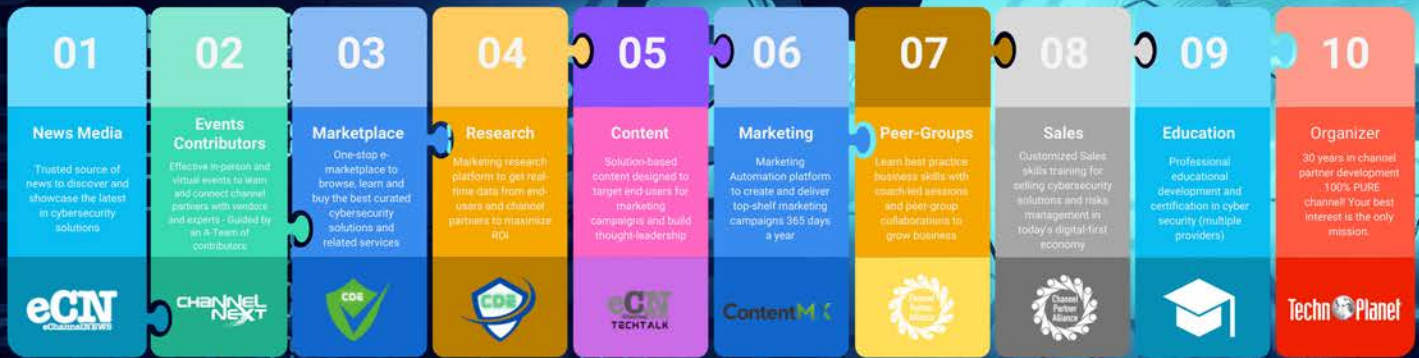 01
News Media
Trusted source of
news to discover and
showcase the latest
in cybersecurity
solutions
eCN
eChannelNEWS
02
Events
Contributors
Effective in-person and
virtual events to learn
and connect channel
partners with vendors
and experts - Guided by
an A-Team of
contributors
CHANNEL
NEXT
03
Marketplace
One-stop e-
marketplace to
browse, learn and
buy the best curated
cybersecurity
solutions and
related services
CDE
04
Research
Marketing research
platform to get real-
time data from end-
users and channel
partners to maximize
ROI
CDE
05
Content
Solution-based
content designed to
target end-users for
marketing
campaigns and build
thought-leadership
eCN
TECHTALK
06
Marketing
Marketing
Automation platform
to create and deliver
top-shelf marketing
campaigns 365 days
a year
ContentMX
07
Peer-Groups
Learn best practice
business skills with
coach-led sessions
and peer-group
collaborations to
grow business
Channel
Partner
Alliance
08
Sales
Customized Sales
skills training for
selling cybersecurity
solutions and risks
management in
today's digital-first
economy
Channel
Partner
Alliance
09
Education
Professional
educational
development and
certification in cyber
security (multiple
providers)
10
Organizer
30 years in channel
partner development
. 100% PURE
channel! Your best
interest is the only
mission.
TechnoPlanet